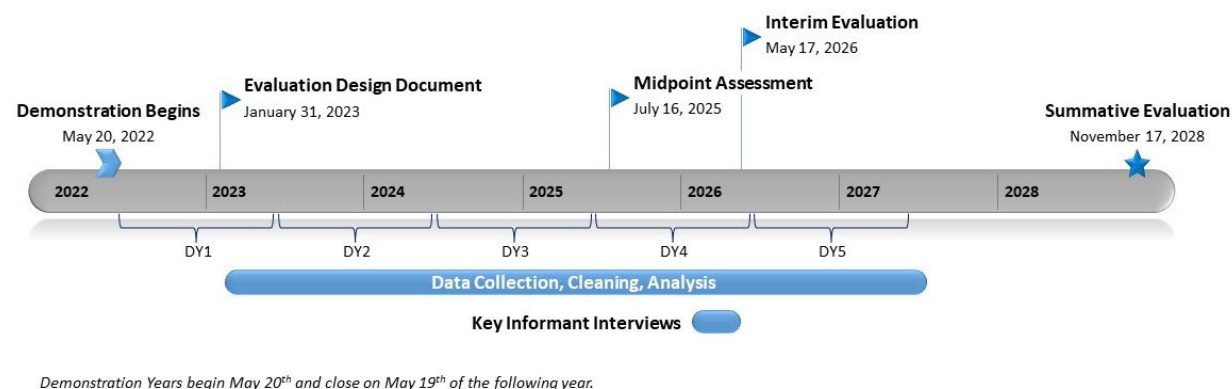 Interim Evaluation
May 17, 2026
Evaluation Design Document
January 31, 2023
Midpoint Assessment
July 16, 2025
Demonstration Begins
May 20, 2022
Summative Evaluation
November 17, 2028
2022 2023 2024 2025 2026 2027 2028
DY1 DY2 DY3 DY4 DY5
Data Collection, Cleaning, Analysis
Key Informant Interviews
Demonstration Years begin May 20th and close on May 19th of the following year.